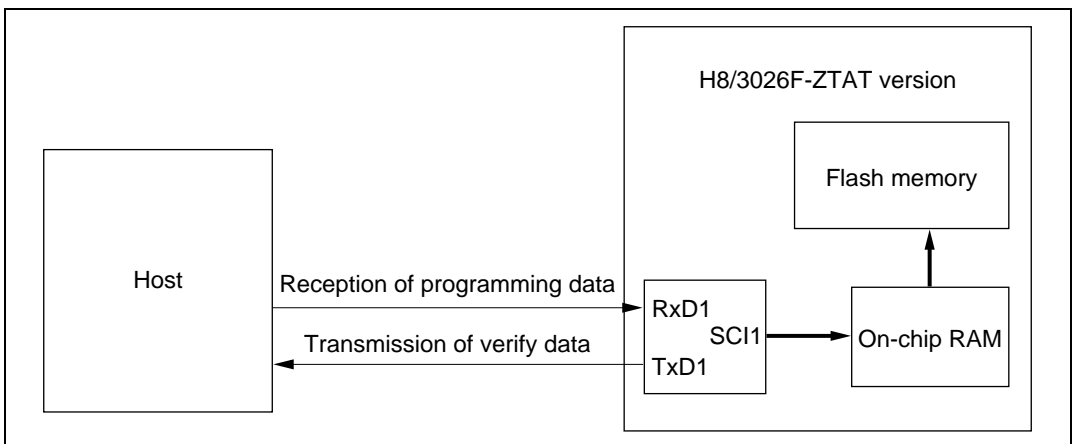 H8/3026F-ZTAT version
Flash memory
Host
Reception of programming data
RxD1
SCI1
On-chip RAM
Transmission of verify data
TxD1